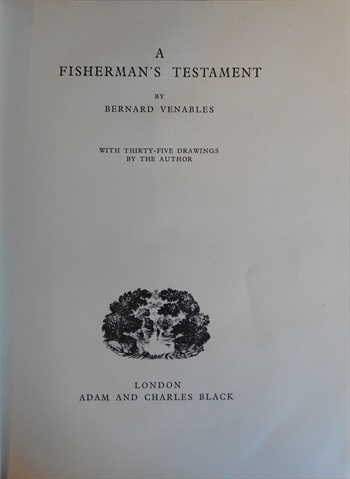 A
FISHERMAN'S TESTAMENT
BY
BERNARD VENABLES
WITH THIRTY-FIVE DRAWINGS
BY THE AUTHOR
LONDON
ADAM AND CHARLES BLACK